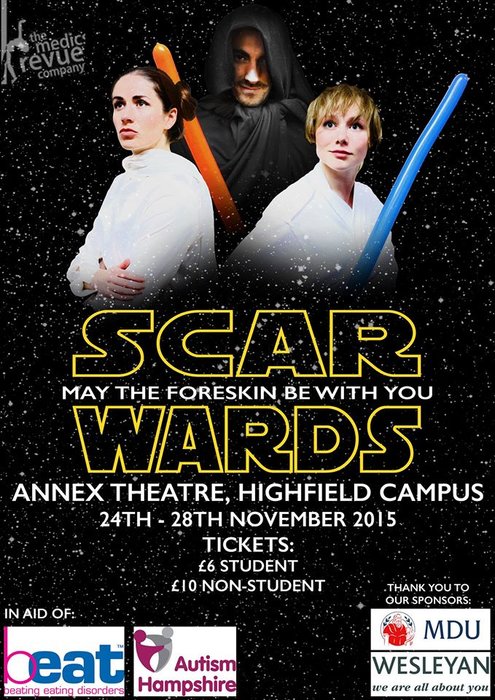 the
medic
revue
company
SCAR
MAY THE FORESKIN BE WITH YOU
WARDS
ANNEX THEATRE, HIGHFIELD CAMPUS
24TH - 28TH NOVEMBER 2015
TICKETS:
£6 STUDENT
£10 NON-STUDENT
IN AID OF:
beat™
beating eating disorders
Autism
Hampshire
THANK YOU TO
OUR SPONSORS:
MDU
WESLEYAN
we are all about you